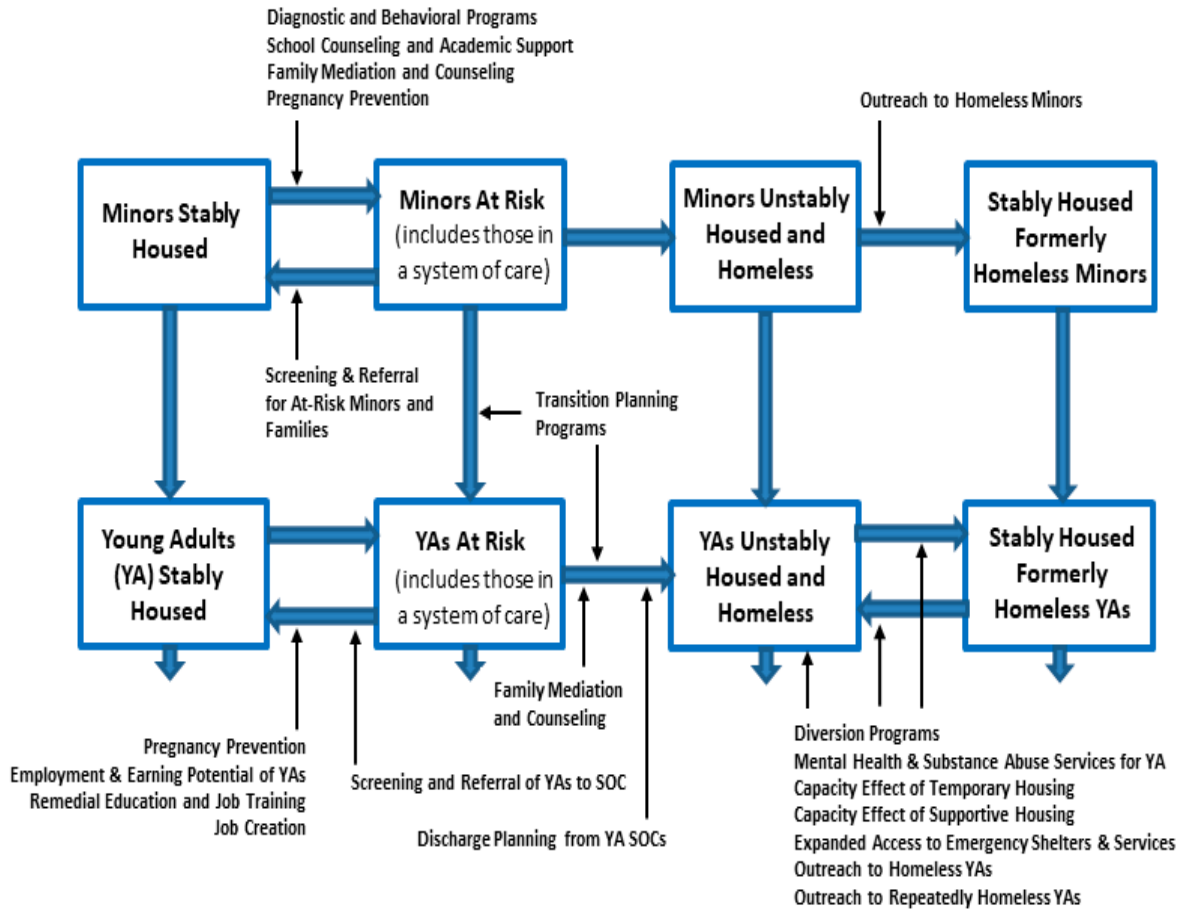 Diagnostic and Behavioral Programs
School Counseling and Academic Support
Family Mediation and Counseling
Pregnancy Prevention
Outreach to Homeless Minors
Minors Stably
Housed
Minors At Risk
(includes those in
a system of care)
Minors Unstably
Housed and
Homeless
Stably Housed
Formerly
Homeless Minors
Screening & Referral
for At-Risk Minors and
Families
Transition Planning
Programs
Young Adults
(YA) Stably
Housed
YAs At Risk
(includes those in
a system of care)
YAs Unstably
Housed and
Homeless
Stably Housed
Formerly
Homeless YAs
Family Mediation
and Counseling
Pregnancy Prevention
Employment & Earning Potential of YAs
Remedial Education and Job Training
Job Creation
Screening and Referral of YAs to SOC
Discharge Planning from YA SOCs
Diversion Programs
Mental Health & Substance Abuse Services for YA
Capacity Effect of Temporary Housing
Capacity Effect of Supportive Housing
Expanded Access to Emergency Shelters & Services
Outreach to Homeless YAs
Outreach to Repeatedly Homeless YAs